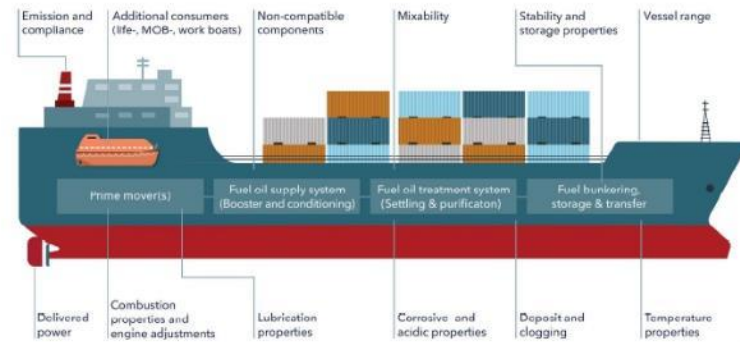 Emission and
compliance
Additional consumers
(life-, MOB-, work boats)
Non-compatible
components
Mixability
Stability and
storage properties
Vessel range
Prime mover(s)
Fuel oil supply system
(Booster and conditioning)
Fuel oil treatment system
(Settling & purificaton)
Fuel bunkering,
storage & transfer
Delivered
power
Combustion
properties and
engine adjustments
Lubrication
properties
Corrosive and
acidic properties
Deposit and
clogging
Temperature
properties